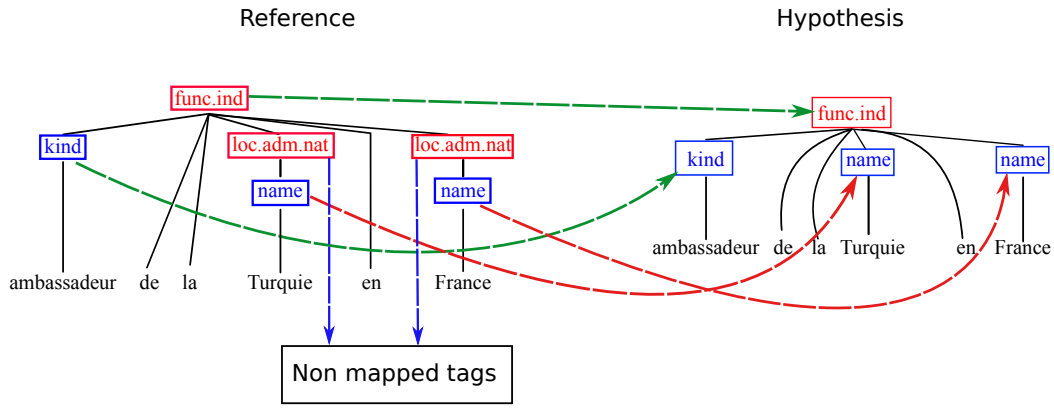 Reference
Hypothesis
func.ind
func.ind
kind
loc.adm.nat
loc.adm.nat
kind
name
name
name
name
ambassadeur
de
la
Turquie
en
France
ambassadeur
de
la
Turquie
en
France
Non mapped tags